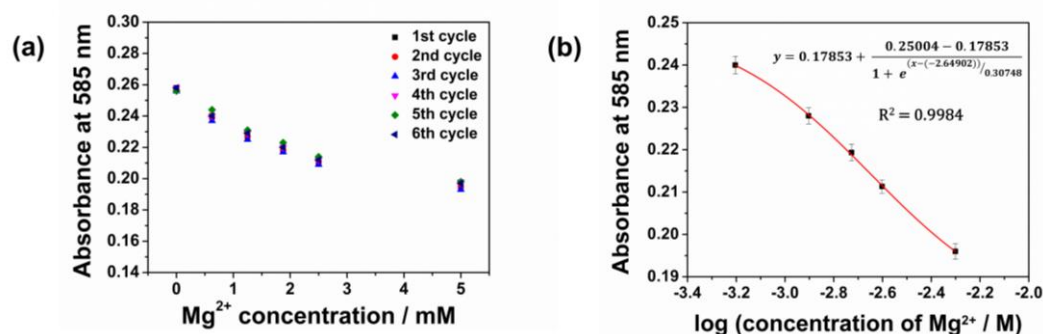 (a)
Absorbance at 585 nm
0.30
0.28
0.26
0.24
0.22
0.20
0.18
0.16
0.14
1st cycle
2nd cycle
3rd cycle
4th cycle
5th cycle
6th cycle
0 1 2 3 4 5
Mg²⁺ concentration / mM
(b)
Absorbance at 585 nm
0.25
0.24
0.23
0.22
0.21
0.20
0.19
y = 0.17853 + (0.25004 − 0.17853) / (1 + e^((x−(−2.64902))/0.30748))
R² = 0.9984
-3.4 -3.2 -3.0 -2.8 -2.6 -2.4 -2.2 -2.0
log (concentration of Mg²⁺ / M)